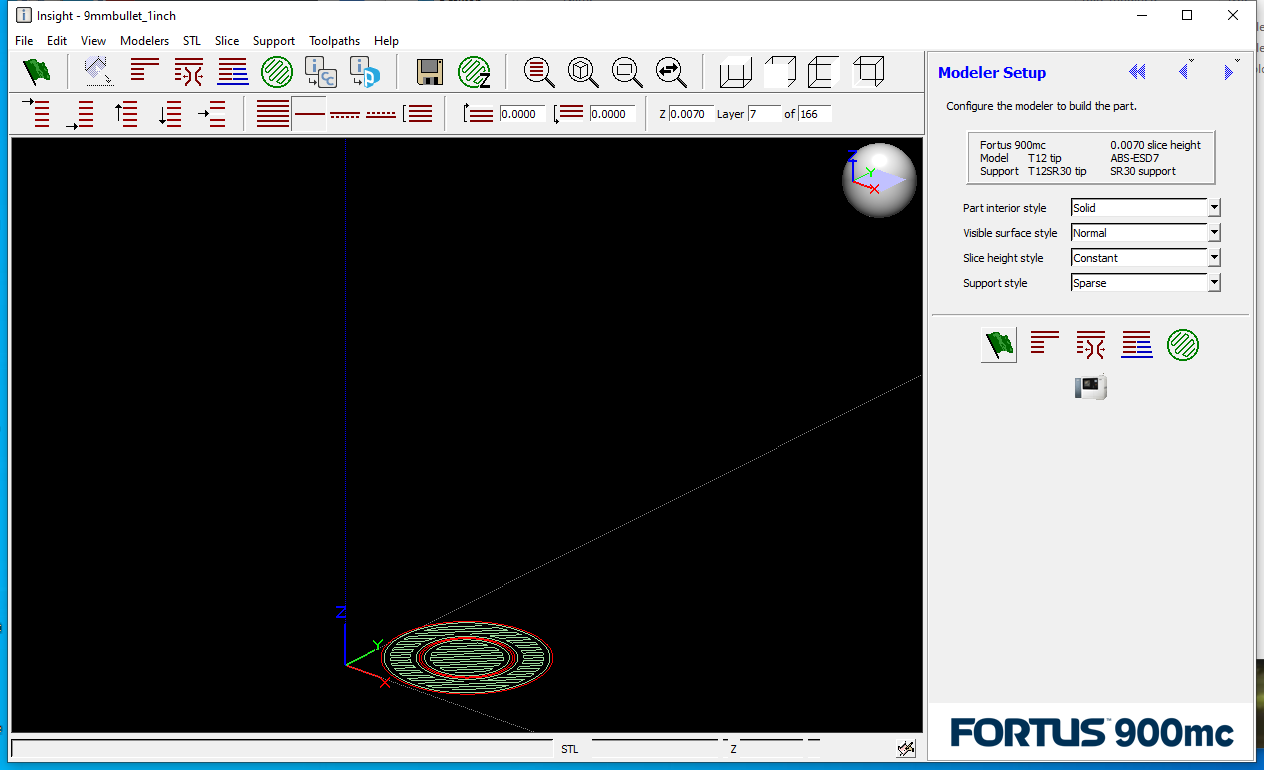 Insight - 9mmbullet_1inch
File Edit View Modelers STL Slice Support Toolpaths Help
0.0000 0.0000 Z 0.0070 Layer 7 of 166
Z
Y
X
Z
Y
X
STL Z
Modeler Setup
Configure the modeler to build the part.
Fortus 900mc 0.0070 slice height
Model T12 tip ABS-ESD7
Support T12SR30 tip SR30 support
Part interior style Solid
Visible surface style Normal
Slice height style Constant
Support style Sparse
FORTUS™ 900mc